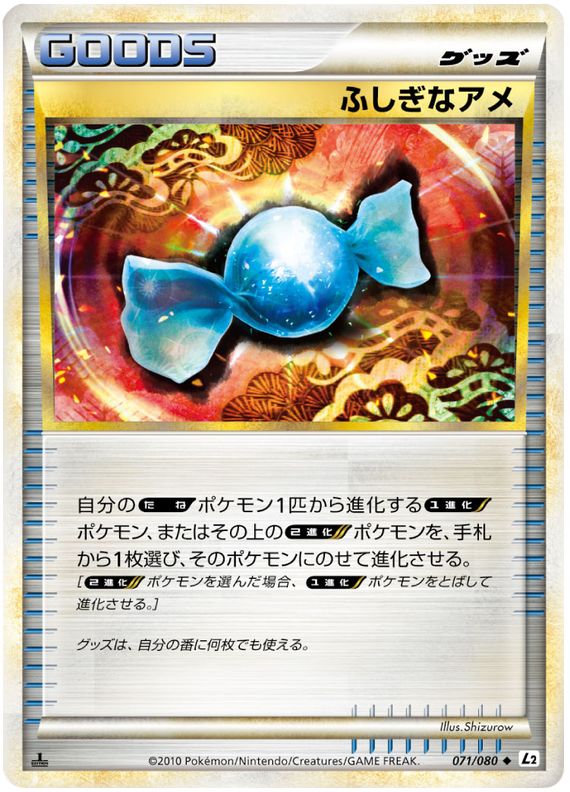 GOODS
グッズ
ふしぎなアメ
自分のたねポケモン1匹から進化する1進化
ポケモン、またはその上の2進化ポケモンを、手札
から1枚選び、そのポケモンにのせて進化させる。
[2進化ポケモンを選んだ場合、1進化ポケモンをとばして
進化させる。]
グッズは、自分の番に何枚でも使える。
Illus.Shizurow
1 EDITION ©2010 Pokémon/Nintendo/Creatures/GAME FREAK. 071/080 ◆ L2